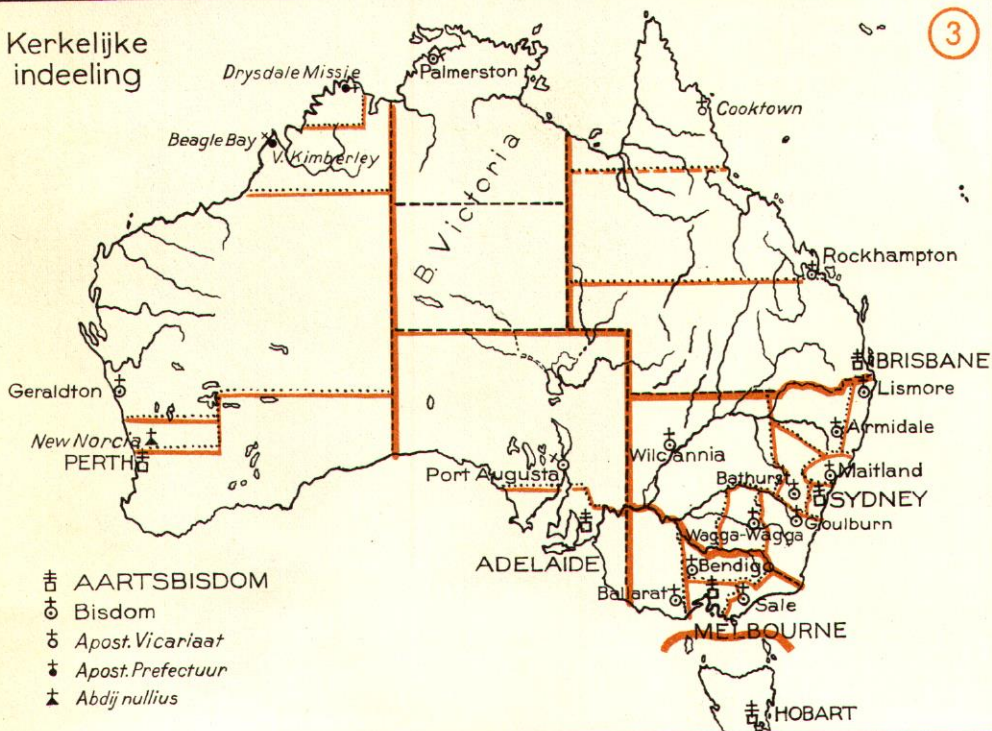 Kerkelijke
indeeling
3
Drysdale Missie
Palmerston
Cooktown
Beagle Bay
V. Kimberley
B. Victoria
Rockhampton
BRISBANE
Geraldton
Lismore
New Norcia
Armidale
PERTH
Wilcannia
Port Augusta
Maitland
Bathurst
SYDNEY
Goulburn
Wagga-Wagga
ADELAIDE
Bendigo
Ballarat
Sale
MELBOURNE
HOBART
AARTSBISDOM
Bisdom
Apost. Vicariaat
Apost. Prefectuur
Abdij nullius